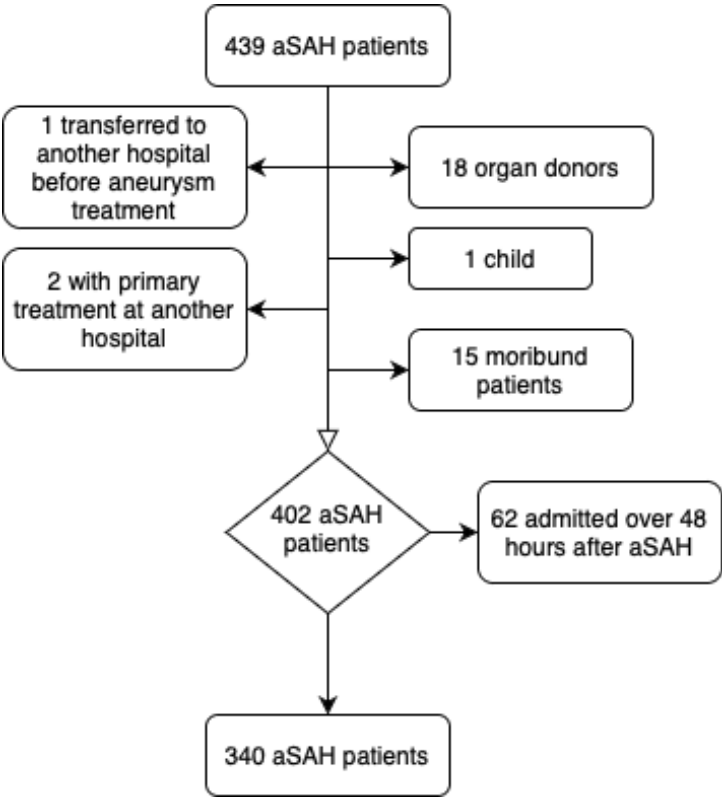 439 aSAH patients
1 transferred to
another hospital
before aneurysm
treatment
18 organ donors
1 child
2 with primary
treatment at another
hospital
15 moribund
patients
402 aSAH
patients
62 admitted over 48
hours after aSAH
340 aSAH patients